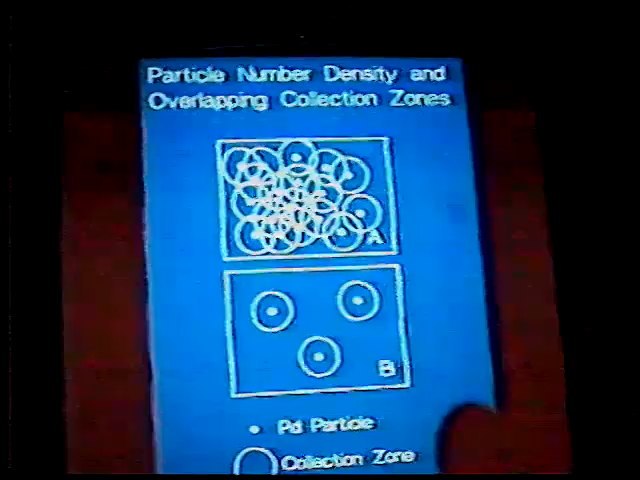 Particle Number Density and
Overlapping Collection Zones
A
B
Pd Particle
Collection Zone